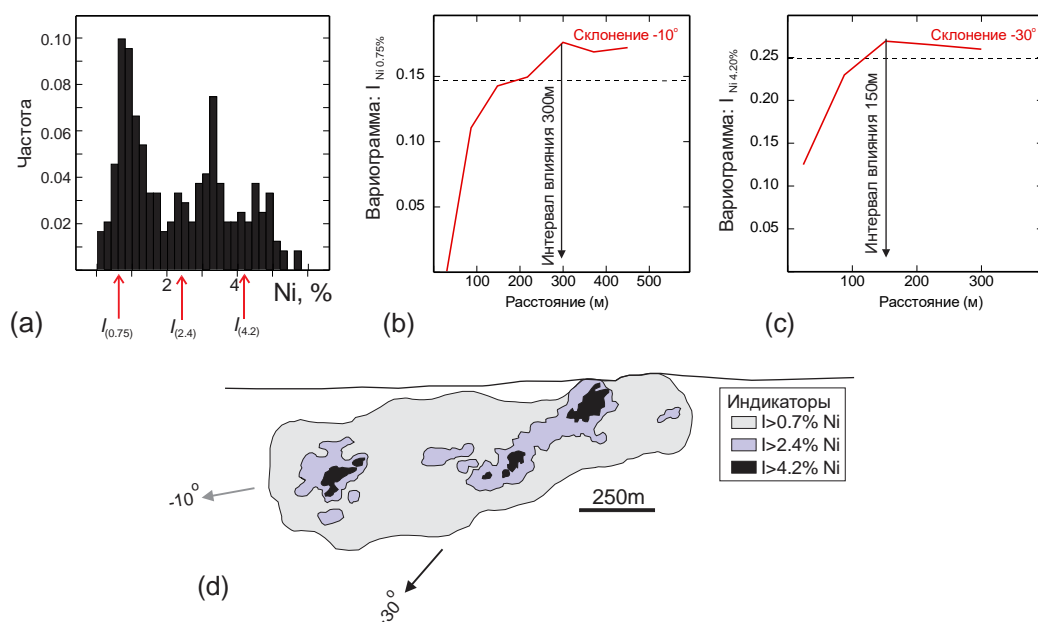 Частота
0.10
0.08
0.06
0.04
0.02
2
4
Ni, %
I(0.75)
I(2.4)
I(4.2)
(a)
Вариограмма: I Ni 0.75%
0.15
0.10
0.05
Склонение -10°
Интервал влияния 300м
100
200
300
400
500
Расстояние (м)
(b)
Вариограмма: I Ni 4.20%
0.25
0.20
0.15
0.10
0.05
Склонение -30°
Интервал влияния 150м
100
200
300
Расстояние (м)
(c)
Индикаторы
I>0.7% Ni
I>2.4% Ni
I>4.2% Ni
250m
-10°
-30°
(d)